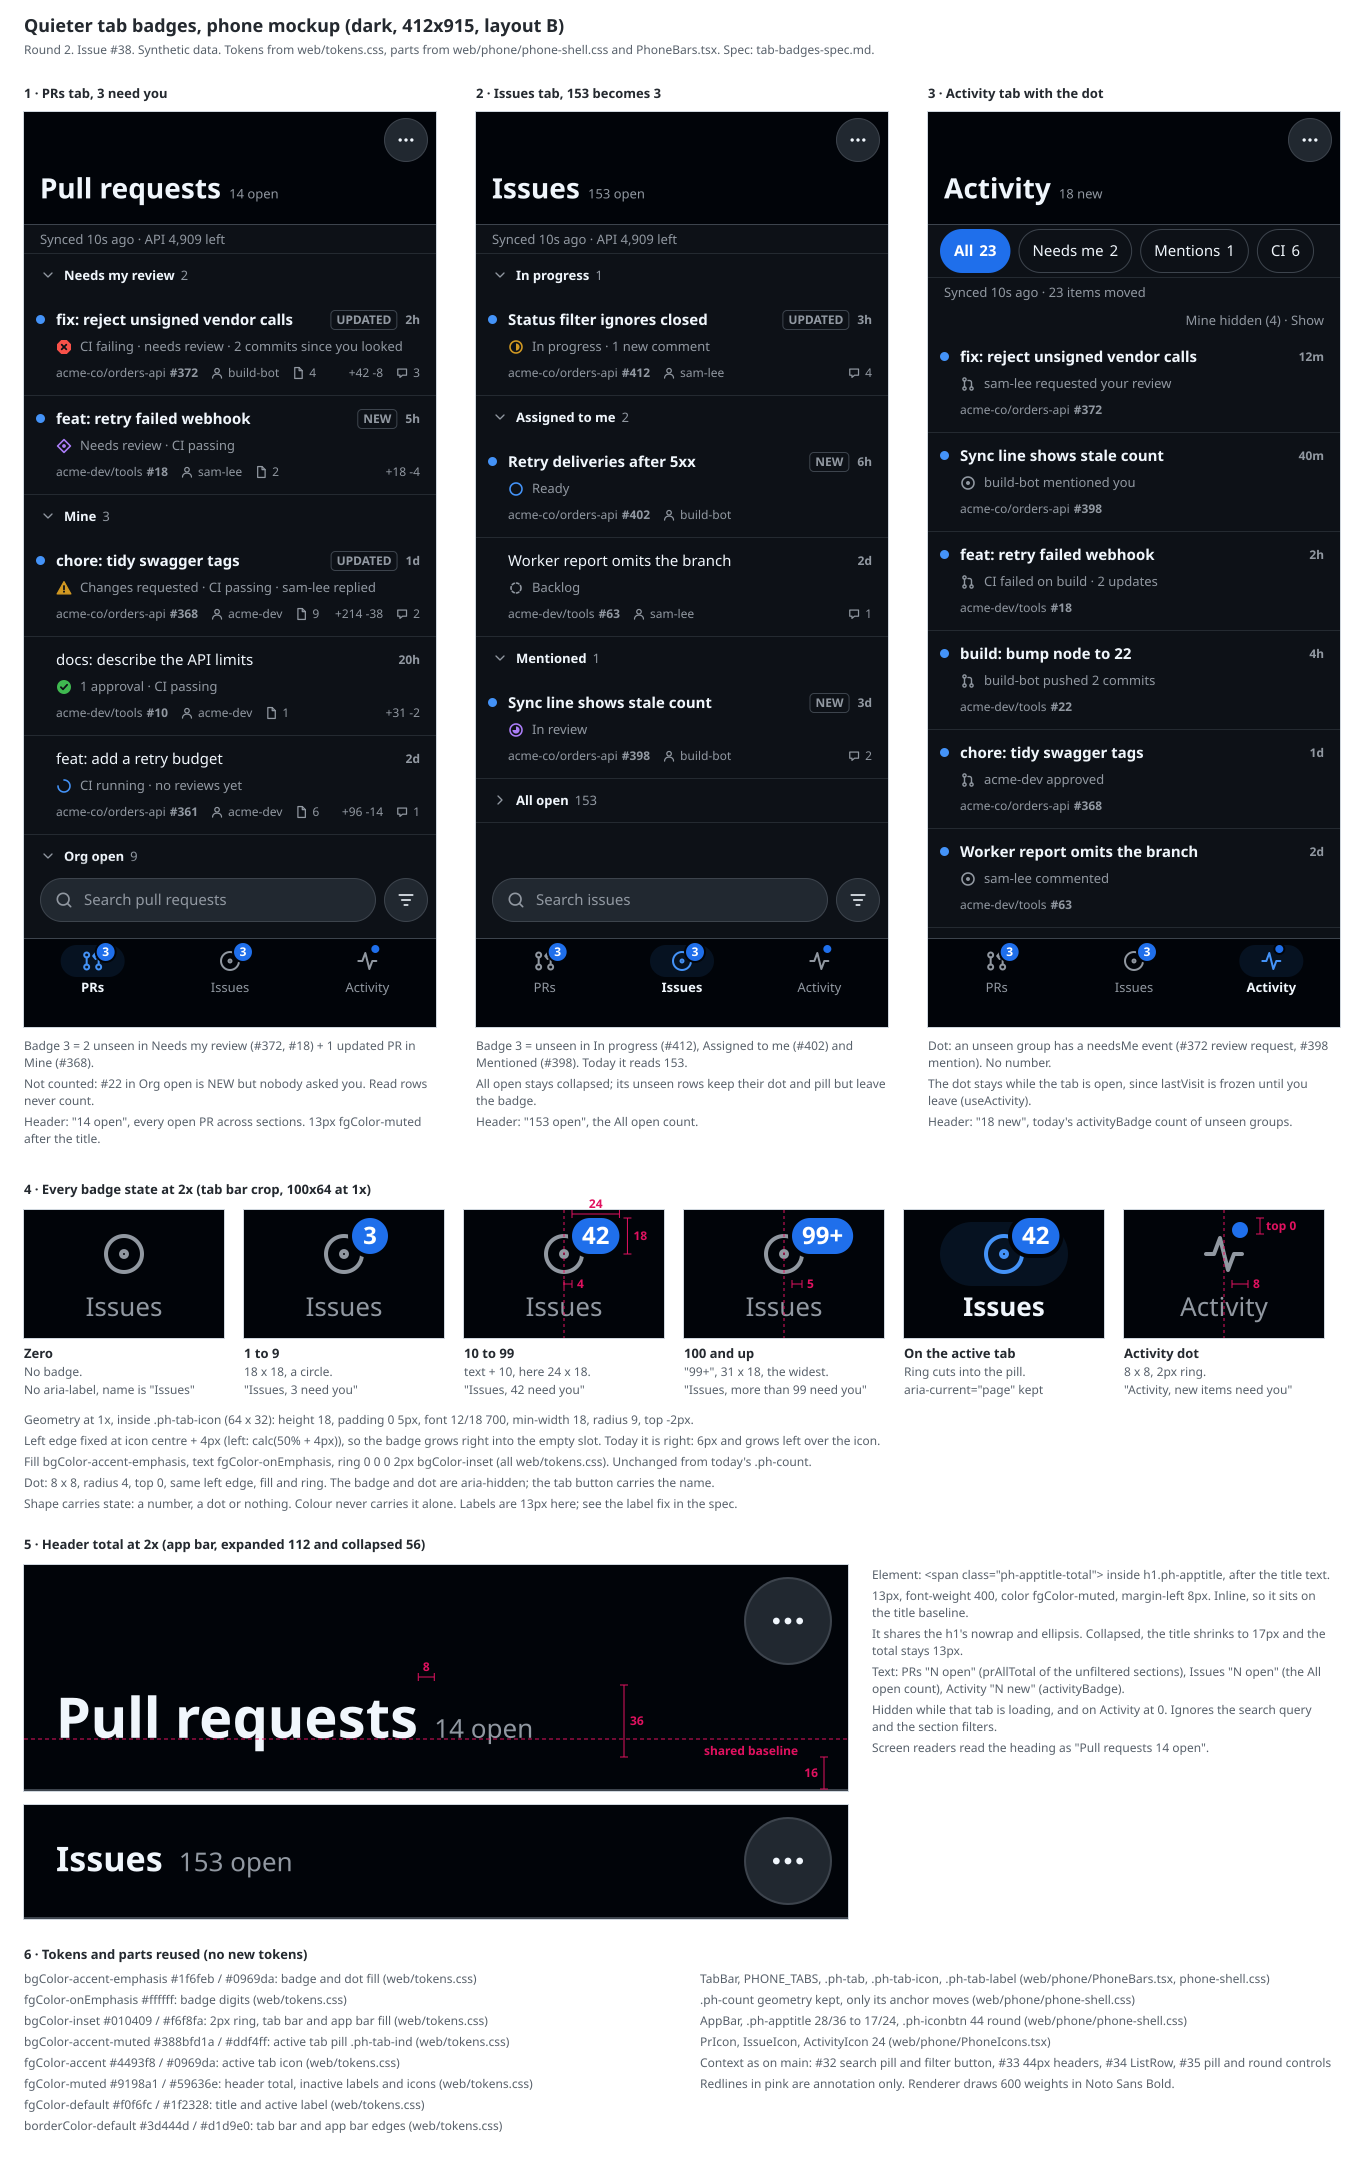 Quieter tab badges, phone mockup (dark, 412x915, layout B)
Round 2. Issue #38. Synthetic data. Tokens from web/tokens.css, parts from web/phone/phone-shell.css and PhoneBars.tsx. Spec: tab-badges-spec.md.
1 · PRs tab, 3 need you
Pull requests 14 open
Synced 10s ago · API 4,909 left
Needs my review 2
fix: reject unsigned vendor calls UPDATED 2h
CI failing · needs review · 2 commits since you looked
acme-co/orders-api #372 build-bot 4 +42 -8 3
feat: retry failed webhook NEW 5h
Needs review · CI passing
acme-dev/tools #18 sam-lee 2 +18 -4
Mine 3
chore: tidy swagger tags UPDATED 1d
Changes requested · CI passing · sam-lee replied
acme-co/orders-api #368 acme-dev 9 +214 -38 2
docs: describe the API limits 20h
1 approval · CI passing
acme-dev/tools #10 acme-dev 1 +31 -2
feat: add a retry budget 2d
CI running · no reviews yet
acme-co/orders-api #361 acme-dev 6 +96 -14 1
Org open 9
Search pull requests
3 3
PRs Issues Activity
Badge 3 = 2 unseen in Needs my review (#372, #18) + 1 updated PR in
Mine (#368).
Not counted: #22 in Org open is NEW but nobody asked you. Read rows
never count.
Header: "14 open", every open PR across sections. 13px fgColor-muted
after the title.
2 · Issues tab, 153 becomes 3
Issues 153 open
Synced 10s ago · API 4,909 left
In progress 1
Status filter ignores closed UPDATED 3h
In progress · 1 new comment
acme-co/orders-api #412 sam-lee 4
Assigned to me 2
Retry deliveries after 5xx NEW 6h
Ready
acme-co/orders-api #402 build-bot
Worker report omits the branch 2d
Backlog
acme-dev/tools #63 sam-lee 1
Mentioned 1
Sync line shows stale count NEW 3d
In review
acme-co/orders-api #398 build-bot 2
All open 153
Search issues
3 3
PRs Issues Activity
Badge 3 = unseen in In progress (#412), Assigned to me (#402) and
Mentioned (#398). Today it reads 153.
All open stays collapsed; its unseen rows keep their dot and pill but leave
the badge.
Header: "153 open", the All open count.
3 · Activity tab with the dot
Activity 18 new
All 23 Needs me 2 Mentions 1 CI 6
Synced 10s ago · 23 items moved
Mine hidden (4) · Show
fix: reject unsigned vendor calls 12m
sam-lee requested your review
acme-co/orders-api #372
Sync line shows stale count 40m
build-bot mentioned you
acme-co/orders-api #398
feat: retry failed webhook 2h
CI failed on build · 2 updates
acme-dev/tools #18
build: bump node to 22 4h
build-bot pushed 2 commits
acme-dev/tools #22
chore: tidy swagger tags 1d
acme-dev approved
acme-co/orders-api #368
Worker report omits the branch 2d
sam-lee commented
acme-dev/tools #63
3 3
PRs Issues Activity
Dot: an unseen group has a needsMe event (#372 review request, #398
mention). No number.
The dot stays while the tab is open, since lastVisit is frozen until you
leave (useActivity).
Header: "18 new", today's activityBadge count of unseen groups.
4 · Every badge state at 2x (tab bar crop, 100x64 at 1x)
Issues
Zero
No badge.
No aria-label, name is "Issues"
3
Issues
1 to 9
18 x 18, a circle.
"Issues, 3 need you"
24
42 18
4
Issues
10 to 99
text + 10, here 24 x 18.
"Issues, 42 need you"
99+
5
Issues
100 and up
"99+", 31 x 18, the widest.
"Issues, more than 99 need you"
42
Issues
On the active tab
Ring cuts into the pill.
aria-current="page" kept
top 0
8
Activity
Activity dot
8 x 8, 2px ring.
"Activity, new items need you"
Geometry at 1x, inside .ph-tab-icon (64 x 32): height 18, padding 0 5px, font 12/18 700, min-width 18, radius 9, top -2px.
Left edge fixed at icon centre + 4px (left: calc(50% + 4px)), so the badge grows right into the empty slot. Today it is right: 6px and grows left over the icon.
Fill bgColor-accent-emphasis, text fgColor-onEmphasis, ring 0 0 0 2px bgColor-inset (all web/tokens.css). Unchanged from today's .ph-count.
Dot: 8 x 8, radius 4, top 0, same left edge, fill and ring. The badge and dot are aria-hidden; the tab button carries the name.
Shape carries state: a number, a dot or nothing. Colour never carries it alone. Labels are 13px here; see the label fix in the spec.
5 · Header total at 2x (app bar, expanded 112 and collapsed 56)
8
Pull requests 14 open
36
shared baseline
16
Issues 153 open
Element: <span class="ph-apptitle-total"> inside h1.ph-apptitle, after the title text.
13px, font-weight 400, color fgColor-muted, margin-left 8px. Inline, so it sits on
the title baseline.
It shares the h1's nowrap and ellipsis. Collapsed, the title shrinks to 17px and the
total stays 13px.
Text: PRs "N open" (prAllTotal of the unfiltered sections), Issues "N open" (the All
open count), Activity "N new" (activityBadge).
Hidden while that tab is loading, and on Activity at 0. Ignores the search query
and the section filters.
Screen readers read the heading as "Pull requests 14 open".
6 · Tokens and parts reused (no new tokens)
bgColor-accent-emphasis #1f6feb / #0969da: badge and dot fill (web/tokens.css)
fgColor-onEmphasis #ffffff: badge digits (web/tokens.css)
bgColor-inset #010409 / #f6f8fa: 2px ring, tab bar and app bar fill (web/tokens.css)
bgColor-accent-muted #388bfd1a / #ddf4ff: active tab pill .ph-tab-ind (web/tokens.css)
fgColor-accent #4493f8 / #0969da: active tab icon (web/tokens.css)
fgColor-muted #9198a1 / #59636e: header total, inactive labels and icons (web/tokens.css)
fgColor-default #f0f6fc / #1f2328: title and active label (web/tokens.css)
borderColor-default #3d444d / #d1d9e0: tab bar and app bar edges (web/tokens.css)
TabBar, PHONE_TABS, .ph-tab, .ph-tab-icon, .ph-tab-label (web/phone/PhoneBars.tsx, phone-shell.css)
.ph-count geometry kept, only its anchor moves (web/phone/phone-shell.css)
AppBar, .ph-apptitle 28/36 to 17/24, .ph-iconbtn 44 round (web/phone/phone-shell.css)
PrIcon, IssueIcon, ActivityIcon 24 (web/phone/PhoneIcons.tsx)
Context as on main: #32 search pill and filter button, #33 44px headers, #34 ListRow, #35 pill and round controls
Redlines in pink are annotation only. Renderer draws 600 weights in Noto Sans Bold.